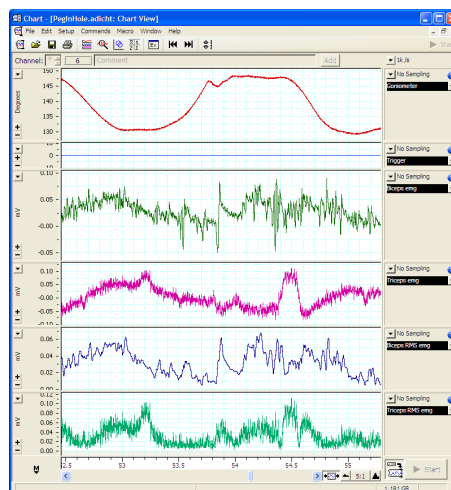 Chart - [PegInHole.adicht: Chart View]
File Edit Setup Commands Macro Window Help
Channel: 6 Comment Add 1k /s
150
145
140
135
130
Degrees
No Sampling
Goniometer
10
0
No Sampling
Trigger
0.10
0.05
-0.00
-0.05
mV
No Sampling
Biceps emg
0.10
0.05
-0.00
-0.05
-0.10
mV
No Sampling
Triceps emg
0.06
0.04
0.02
0.00
mV
No Sampling
Biceps RMS emg
0.12
0.10
0.08
0.06
0.04
0.02
0.00
mV
No Sampling
Triceps RMS emg
52.5 53 53.5 54 54.5 55
5:1 Start
1.181 GB